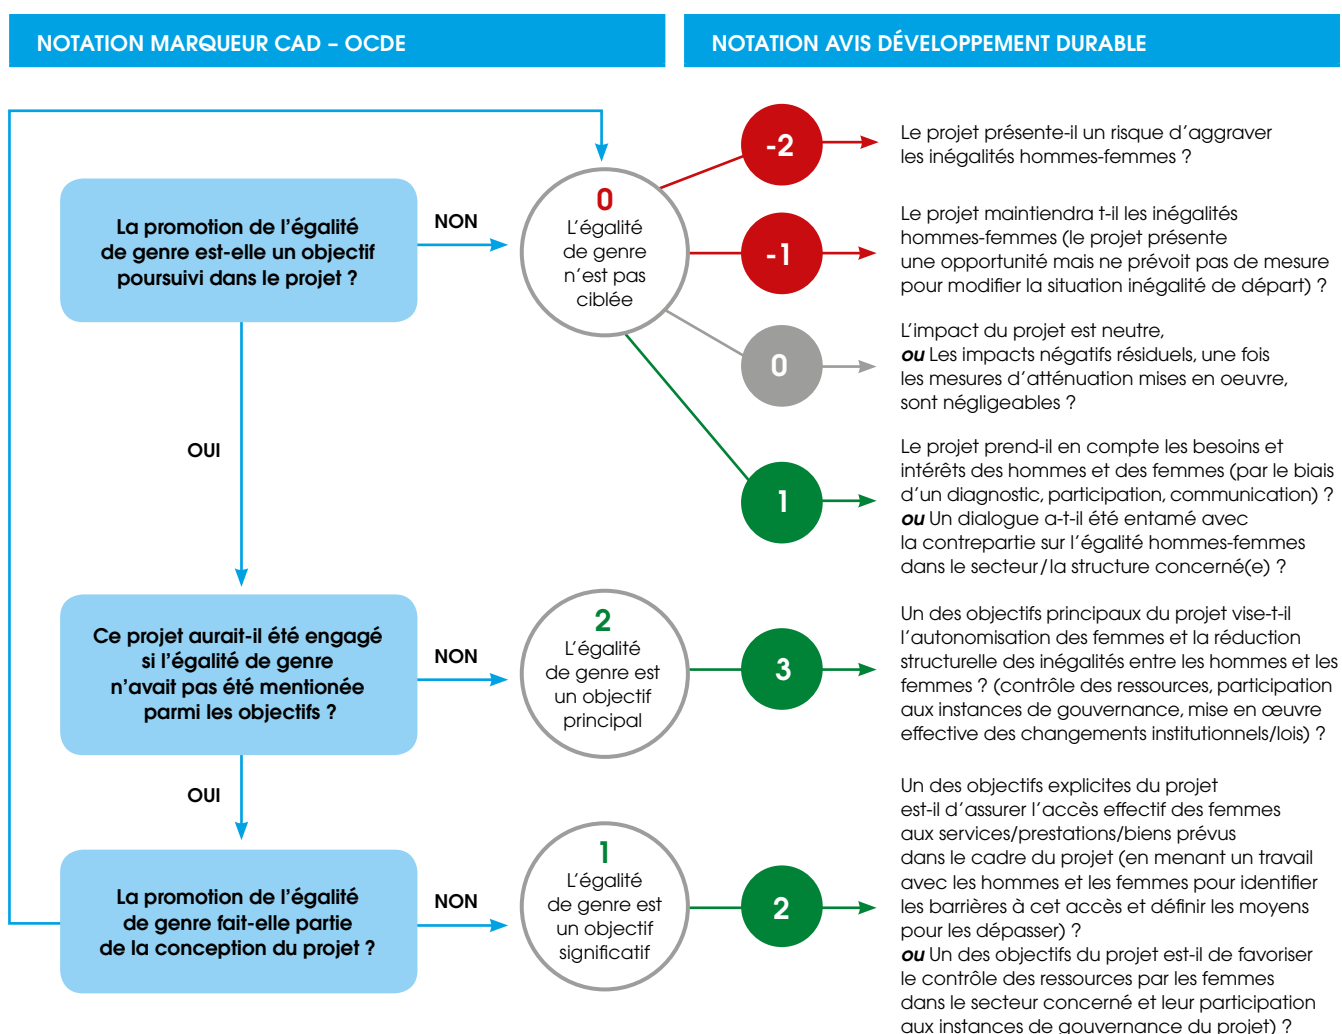 NOTATION MARQUEUR CAD – OCDE
NOTATION AVIS DÉVELOPPEMENT DURABLE
La promotion de l’égalité
de genre est-elle un objectif
poursuivi dans le projet ?
NON
0
L’égalité
de genre
n’est pas
ciblée
-2
Le projet présente-il un risque d’aggraver
les inégalités hommes-femmes ?
-1
Le projet maintiendra t-il les inégalités
hommes-femmes (le projet présente
une opportunité mais ne prévoit pas de mesure
pour modifier la situation inégalité de départ) ?
0
L’impact du projet est neutre,
ou Les impacts négatifs résiduels, une fois
les mesures d’atténuation mises en oeuvre,
sont négligeables ?
1
Le projet prend-il en compte les besoins et
intérêts des hommes et des femmes (par le biais
d’un diagnostic, participation, communication) ?
ou Un dialogue a-t-il été entamé avec
la contrepartie sur l’égalité hommes-femmes
dans le secteur/la structure concerné(e) ?
OUI
Ce projet aurait-il été engagé
si l’égalité de genre
n’avait pas été mentionée
parmi les objectifs ?
NON
2
L’égalité
de genre est
un objectif
principal
3
Un des objectifs principaux du projet vise-t-il
l’autonomisation des femmes et la réduction
structurelle des inégalités entre les hommes et les
femmes ? (contrôle des ressources, participation
aux instances de gouvernance, mise en œuvre
effective des changements institutionnels/lois) ?
OUI
La promotion de l’égalité
de genre fait-elle partie
de la conception du projet ?
NON
1
L’égalité
de genre est
un objectif
significatif
2
Un des objectifs explicites du projet
est-il d’assurer l’accès effectif des femmes
aux services/prestations/biens prévus
dans le cadre du projet (en menant un travail
avec les hommes et les femmes pour identifier
les barrières à cet accès et définir les moyens
pour les dépasser) ?
ou Un des objectifs du projet est-il de favoriser
le contrôle des ressources par les femmes
dans le secteur concerné et leur participation
aux instances de gouvernance du projet) ?